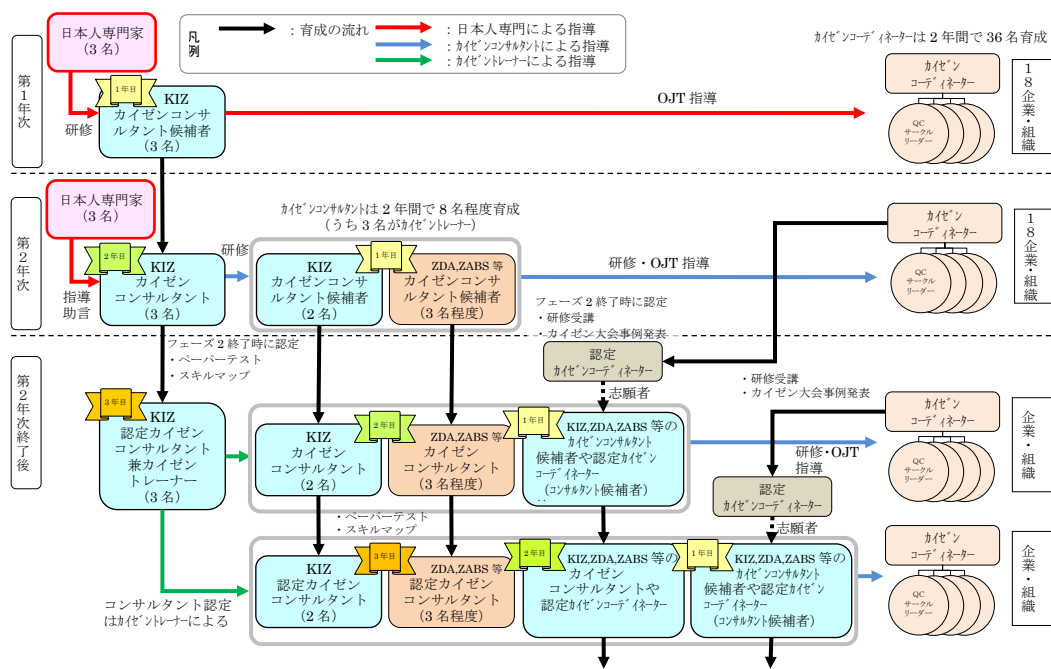 凡例
：育成の流れ
：日本人専門による指導
：カイゼンコンサルタントによる指導
：カイゼントレーナーによる指導
カイゼンコーディネーターは２年間で 36 名育成
第１年次
日本人専門家
(３名)
研修
1年目
KIZ
カイゼンコンサ
ルタント候補者
(３名)
OJT 指導
カイゼン
コーディネーター
QC
サークル
リーダー
18企業・組織
第２年次
日本人専門家
(３名)
指導
助言
2年目
KIZ
カイゼン
コンサルタント
(３名)
研修
カイゼンコンサルタントは２年間で８名程度育成
(うち３名がカイゼントレーナー)
KIZ
カイゼンコンサ
ルタント候補者
(２名)
1年目
ZDA,ZABS 等
カイゼンコンサ
ルタント候補者
(３名程度)
研修・OJT 指導
カイゼン
コーディネーター
QC
サークル
リーダー
18企業・組織
フェーズ２終了時に認定
・ペーパーテスト
・スキルマップ
フェーズ２終了時に認定
・研修受講
・カイゼン大会事例発表
認定
カイゼンコーディネーター
志願者
・研修受講
・カイゼン大会事例発表
第２年次終了後
3年目
KIZ
認定カイゼン
コンサルタント
兼カイゼン
トレーナー
(３名)
KIZ
カイゼン
コンサルタント
(２名)
2年目
ZDA,ZABS 等
カイゼン
コンサルタント
(３名程度)
1年目
KIZ,ZDA,ZABS 等の
カイゼンコンサルタント
候補者や認定カイゼン
コーディネーター
(コンサルタント候補者)
研修・OJT
指導
カイゼン
コーディネーター
QC
サークル
リーダー
企業・組織
認定
カイゼンコーディネーター
志願者
・ペーパーテスト
・スキルマップ
コンサルタント認定
はカイゼントレーナーによる
KIZ
認定カイゼン
コンサルタント
(２名)
3年目
ZDA,ZABS 等
認定カイゼン
コンサルタント
(３名程度)
2年目
KIZ,ZDA,ZABS 等の
カイゼン
コンサルタントや
認定カイゼンコーディネーター
1年目
KIZ,ZDA,ZABS 等の
カイゼンコンサルタント
候補者や認定カイゼン
コーディネーター
(コンサルタント候補者)
カイゼン
コーディネーター
QC
サークル
リーダー
企業・組織